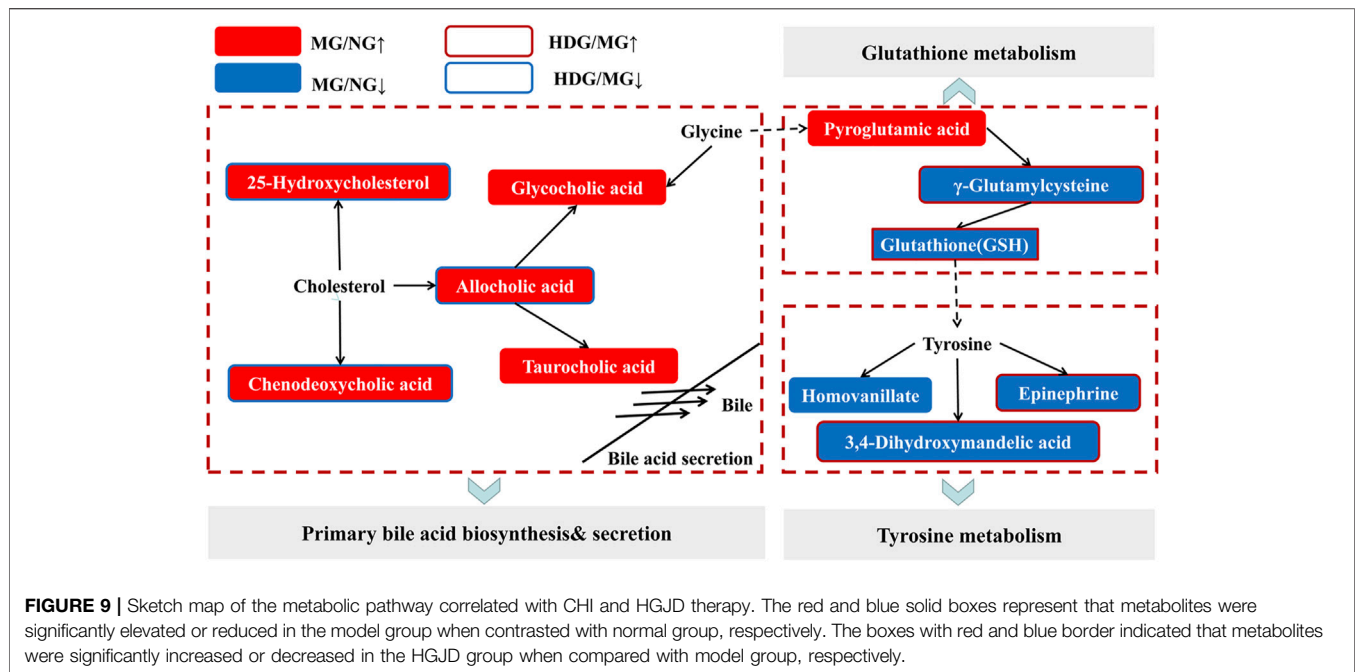 MG/NG↑
HDG/MG↑
MG/NG↓
HDG/MG↓
Glutathione metabolism
Glycine
Pyroglutamic acid
25-Hydroxycholesterol
Glycocholic acid
γ-Glutamylcysteine
Glutathione(GSH)
Cholesterol
Allocholic acid
Chenodeoxycholic acid
Taurocholic acid
Bile
Bile acid secretion
Tyrosine
Homovanillate
Epinephrine
3,4-Dihydroxymandelic acid
Primary bile acid biosynthesis& secretion
Tyrosine metabolism
FIGURE 9 | Sketch map of the metabolic pathway correlated with CHI and HGJD therapy. The red and blue solid boxes represent that metabolites were
significantly elevated or reduced in the model group when contrasted with normal group, respectively. The boxes with red and blue border indicated that metabolites
were significantly increased or decreased in the HGJD group when compared with model group, respectively.